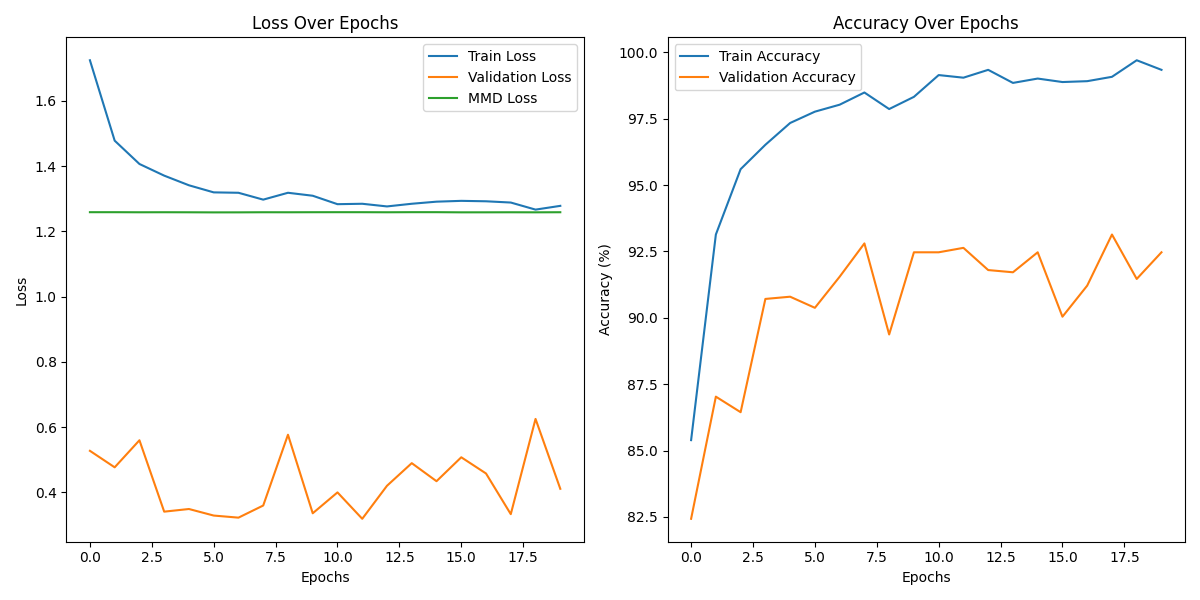 Loss Over Epochs
Train Loss
Validation Loss
MMD Loss
1.6
1.4
1.2
1.0
0.8
0.6
0.4
Loss
0.0 2.5 5.0 7.5 10.0 12.5 15.0 17.5
Epochs
Accuracy Over Epochs
Train Accuracy
Validation Accuracy
100.0
97.5
95.0
92.5
90.0
87.5
85.0
82.5
Accuracy (%)
0.0 2.5 5.0 7.5 10.0 12.5 15.0 17.5
Epochs